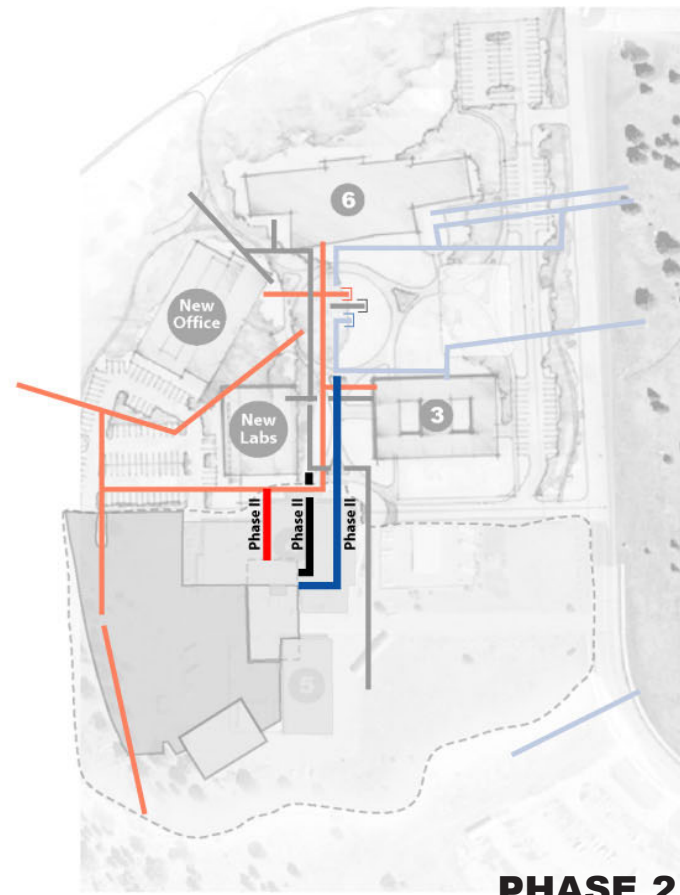 6
New
Office
3
New
Labs
Phase II
Phase II
Phase II
5
PHASE 2